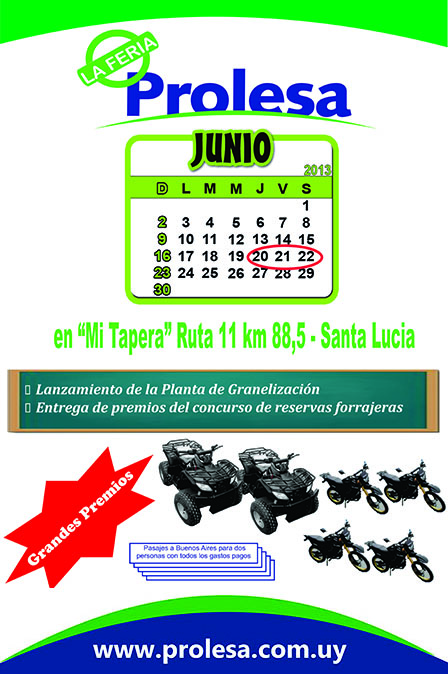 LA FERIA
Prolesa
JUNIO
2013
D L M M J V S
1
2 3 4 5 6 7 8
9 10 11 12 13 14 15
16 17 18 19 20 21 22
23 24 25 26 27 28 29
30
en “Mi Tapera” Ruta 11 km 88,5 - Santa Lucia
Lanzamiento de la Planta de Granelización
Entrega de premios del concurso de reservas forrajeras
Grandes Premios
Pasajes a Buenos Aires para dos
personas con todos los gastos pagos
www.prolesa.com.uy